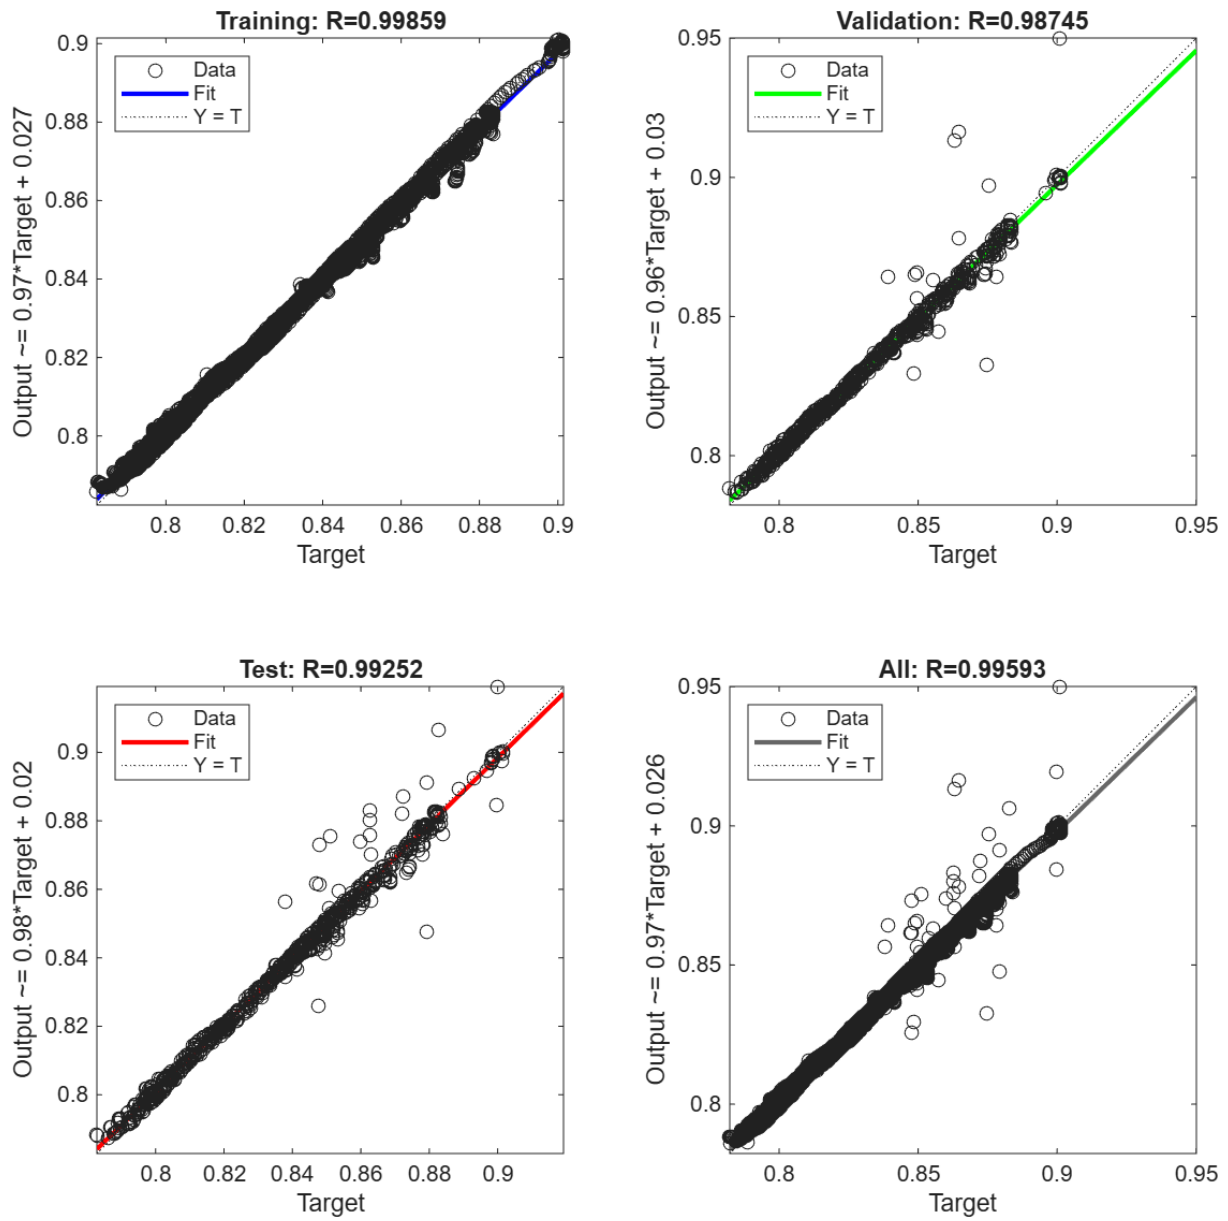 Training: R=0.99859
Output ~= 0.97*Target + 0.027
0.9
0.88
0.86
0.84
0.82
0.8
Data
Fit
Y = T
0.8 0.82 0.84 0.86 0.88 0.9
Target
Validation: R=0.98745
Output ~= 0.96*Target + 0.03
0.95
0.9
0.85
0.8
Data
Fit
Y = T
0.8 0.85 0.9 0.95
Target
Test: R=0.99252
Output ~= 0.98*Target + 0.02
0.9
0.88
0.86
0.84
0.82
0.8
Data
Fit
Y = T
0.8 0.82 0.84 0.86 0.88 0.9
Target
All: R=0.99593
Output ~= 0.97*Target + 0.026
0.95
0.9
0.85
0.8
Data
Fit
Y = T
0.8 0.85 0.9 0.95
Target